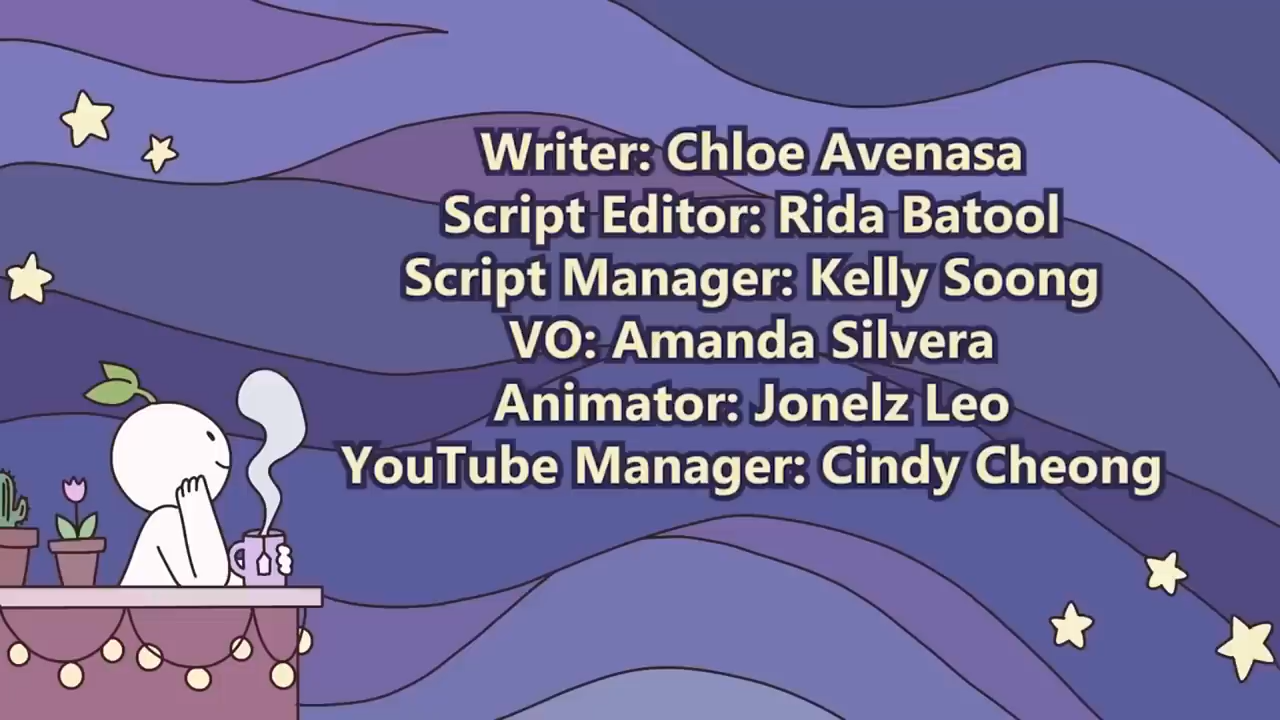 Writer: Chloe Avenasa
Script Editor: Rida Batool
Script Manager: Kelly Soong
VO: Amanda Silvera
Animator: Jonelz Leo
YouTube Manager: Cindy Cheong